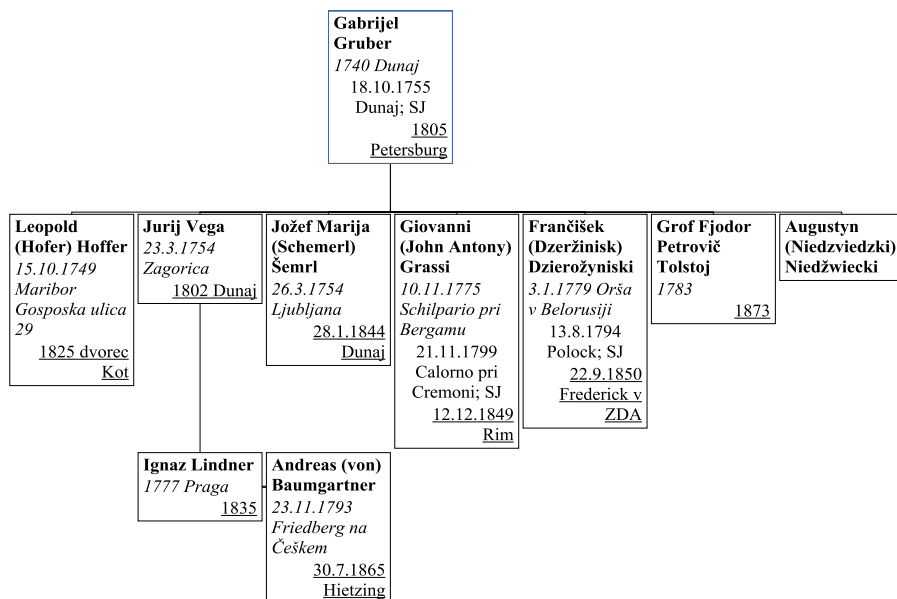 Gabrijel
Gruber
1740 Dunaj
18.10.1755
Dunaj; SJ
1805
Petersburg
Leopold
(Hofer) Hoffer
15.10.1749
Maribor
Gosposka ulica
29
1825 dvorec
Kot
Jurij Vega
23.3.1754
Zagorica
1802 Dunaj
Jožef Marija
(Schemerl)
Šemrl
26.3.1754
Ljubljana
28.1.1844
Dunaj
Giovanni
(John Antony)
Grassi
10.11.1775
Schilpario pri
Bergamu
21.11.1799
Calorno pri
Cremoni; SJ
12.12.1849
Rim
Frančišek
(Dzeržinisk)
Dzierożyniski
3.1.1779 Orša
v Belorusiji
13.8.1794
Polock; SJ
22.9.1850
Frederick v
ZDA
Grof Fjodor
Petrovič
Tolstoj
1783
1873
Augustyn
(Niedzviedzki)
Niedžwiecki
Ignaz Lindner
1777 Praga
1835
Andreas (von)
Baumgartner
23.11.1793
Friedberg na
Češkem
30.7.1865
Hietzing